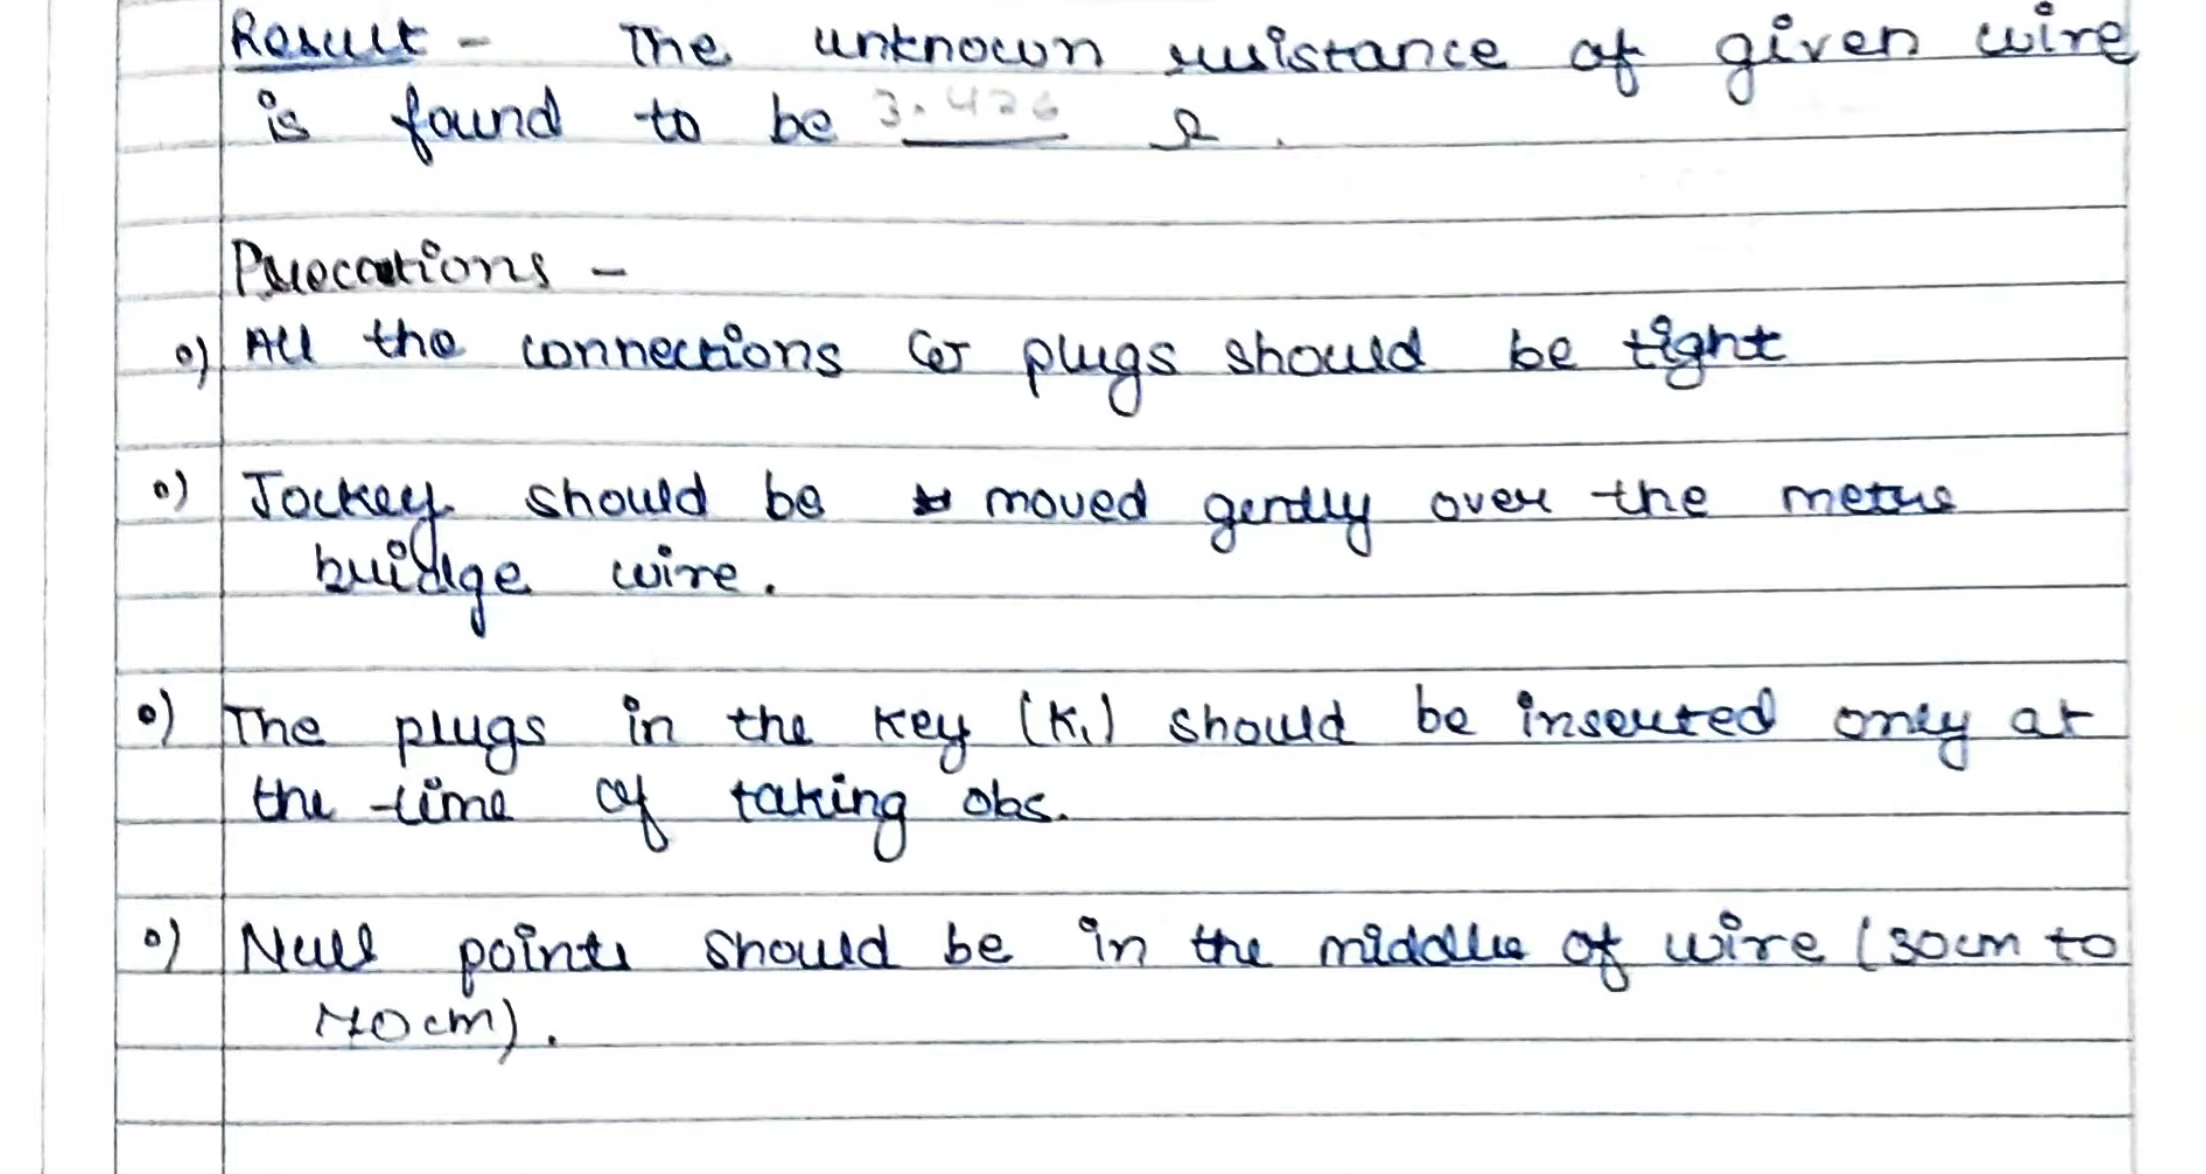 Result - The unknown resistance of given wire
is found to be 3.426 Ω.
Precautions -
o) All the connections & plugs should be tight
o) Jockey should be moved gently over the metre
bridge wire.
o) The plugs in the key (K₁) should be inserted only at
the time of taking obs.
o) Null points should be in the middle of wire (30cm to
70cm).